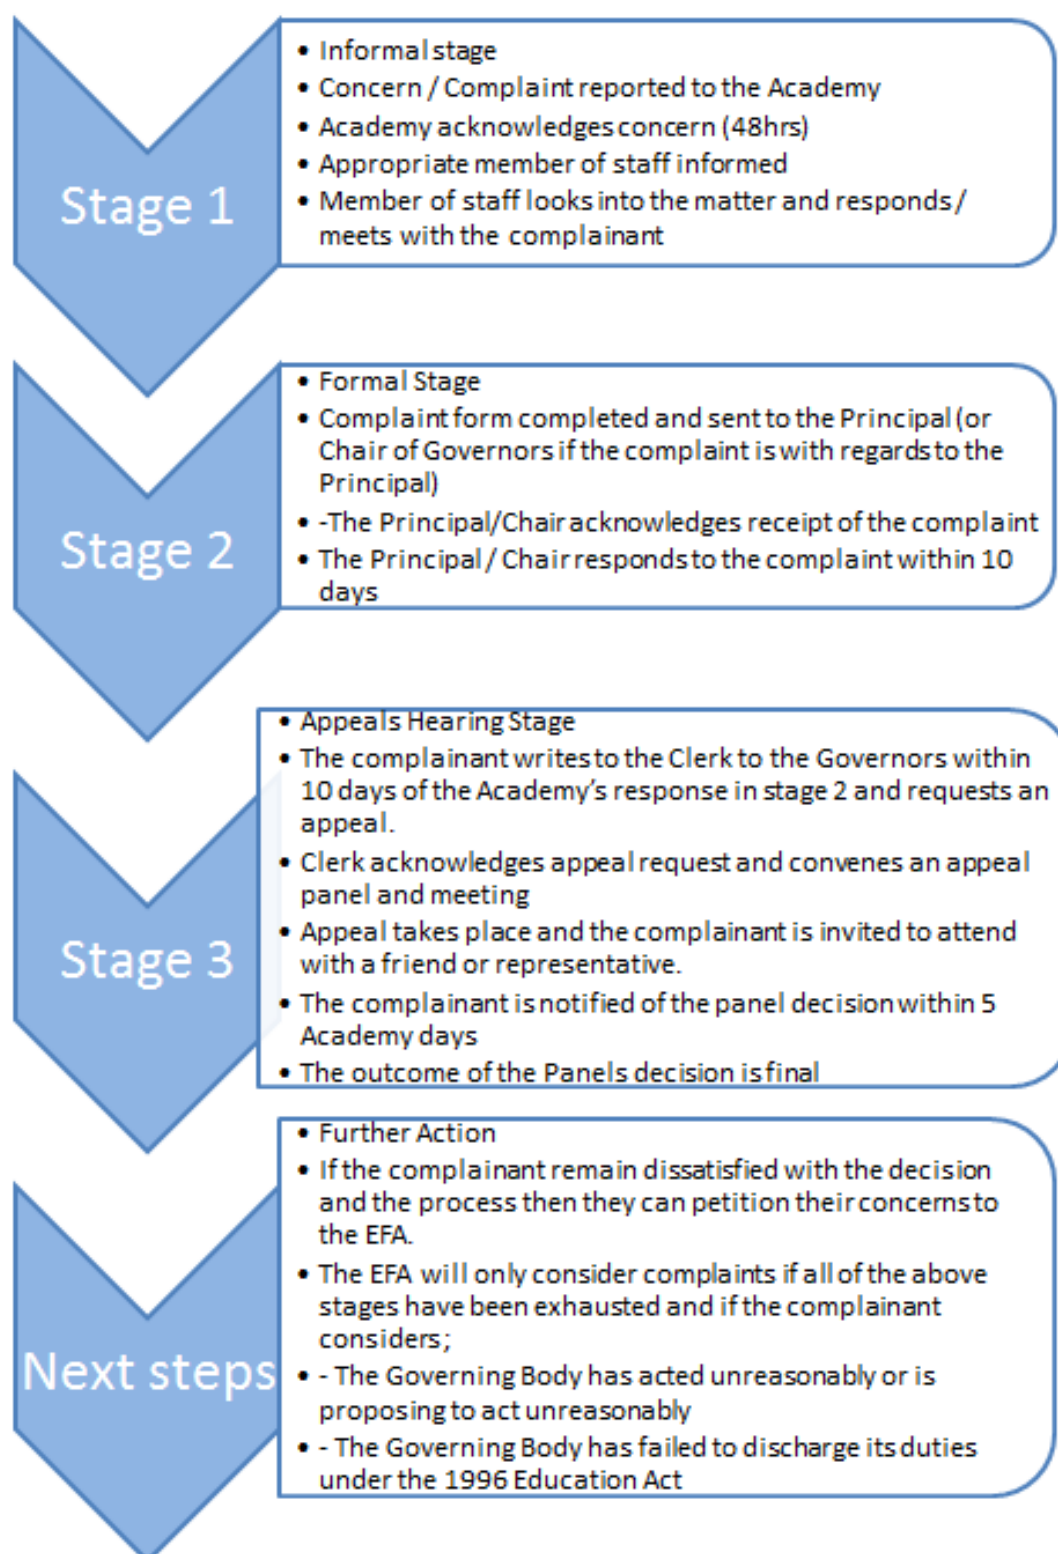 Stage 1
• Informal stage
• Concern / Complaint reported to the Academy
• Academy acknowledges concern (48hrs)
• Appropriate member of staff informed
• Member of staff looks into the matter and responds /
meets with the complainant
Stage 2
• Formal Stage
• Complaint form completed and sent to the Principal (or
Chair of Governors if the complaint is with regards to the
Principal)
• -The Principal/Chair acknowledges receipt of the complaint
• The Principal / Chair responds to the complaint within 10
days
Stage 3
• Appeals Hearing Stage
• The complainant writes to the Clerk to the Governors within
10 days of the Academy's response in stage 2 and requests an
appeal.
• Clerk acknowledges appeal request and convenes an appeal
panel and meeting
• Appeal takes place and the complainant is invited to attend
with a friend or representative.
• The complainant is notified of the panel decision within 5
Academy days
• The outcome of the Panels decision is final
Next steps
• Further Action
• If the complainant remain dissatisfied with the decision
and the process then they can petition their concerns to
the EFA.
• The EFA will only consider complaints if all of the above
stages have been exhausted and if the complainant
considers;
• - The Governing Body has acted unreasonably or is
proposing to act unreasonably
• - The Governing Body has failed to discharge its duties
under the 1996 Education Act